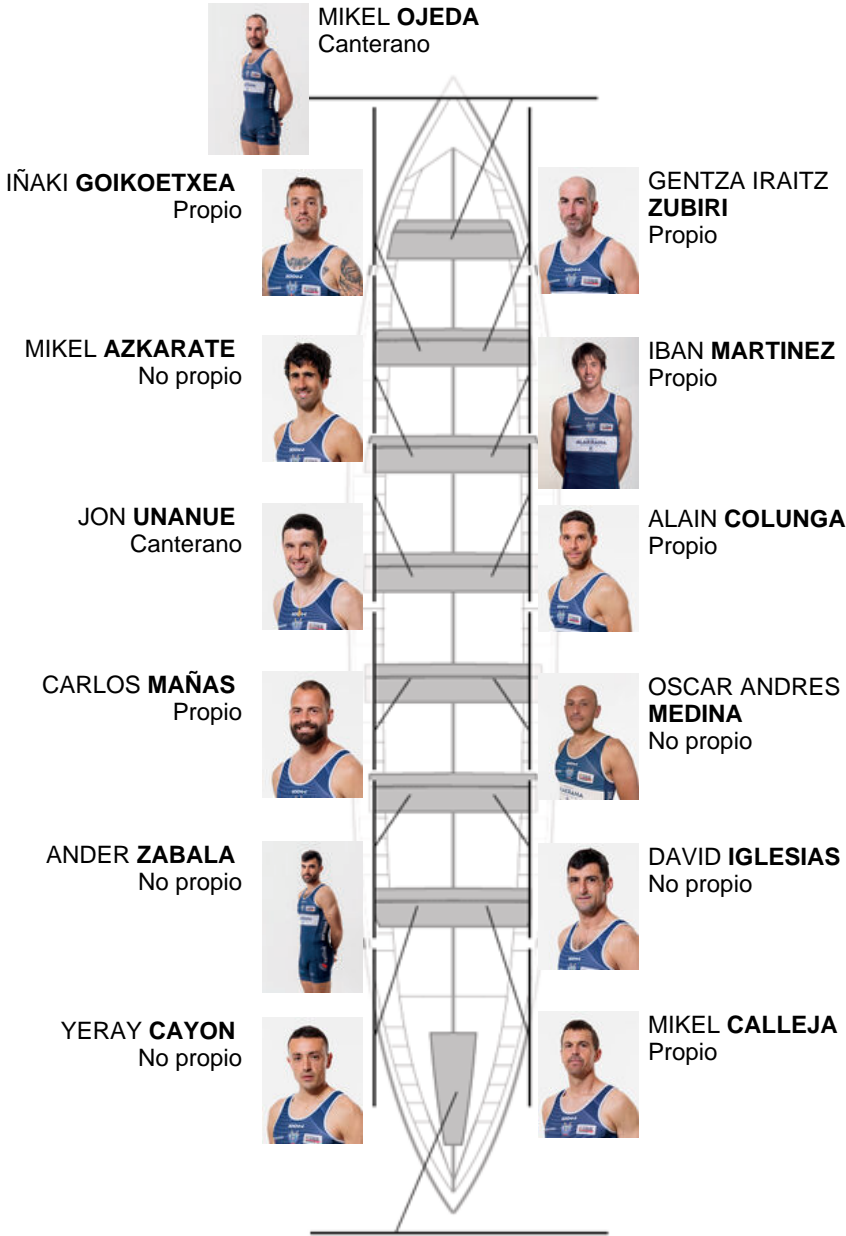 MIKEL OJEDA
Canterano
IÑAKI GOIKOETXEA
Propio
GENTZA IRAITZ
ZUBIRI
Propio
MIKEL AZKARATE
No propio
IBAN MARTINEZ
Propio
JON UNANUE
Canterano
ALAIN COLUNGA
Propio
CARLOS MAÑAS
Propio
OSCAR ANDRES
MEDINA
No propio
ANDER ZABALA
No propio
DAVID IGLESIAS
No propio
YERAY CAYON
No propio
MIKEL CALLEJA
Propio